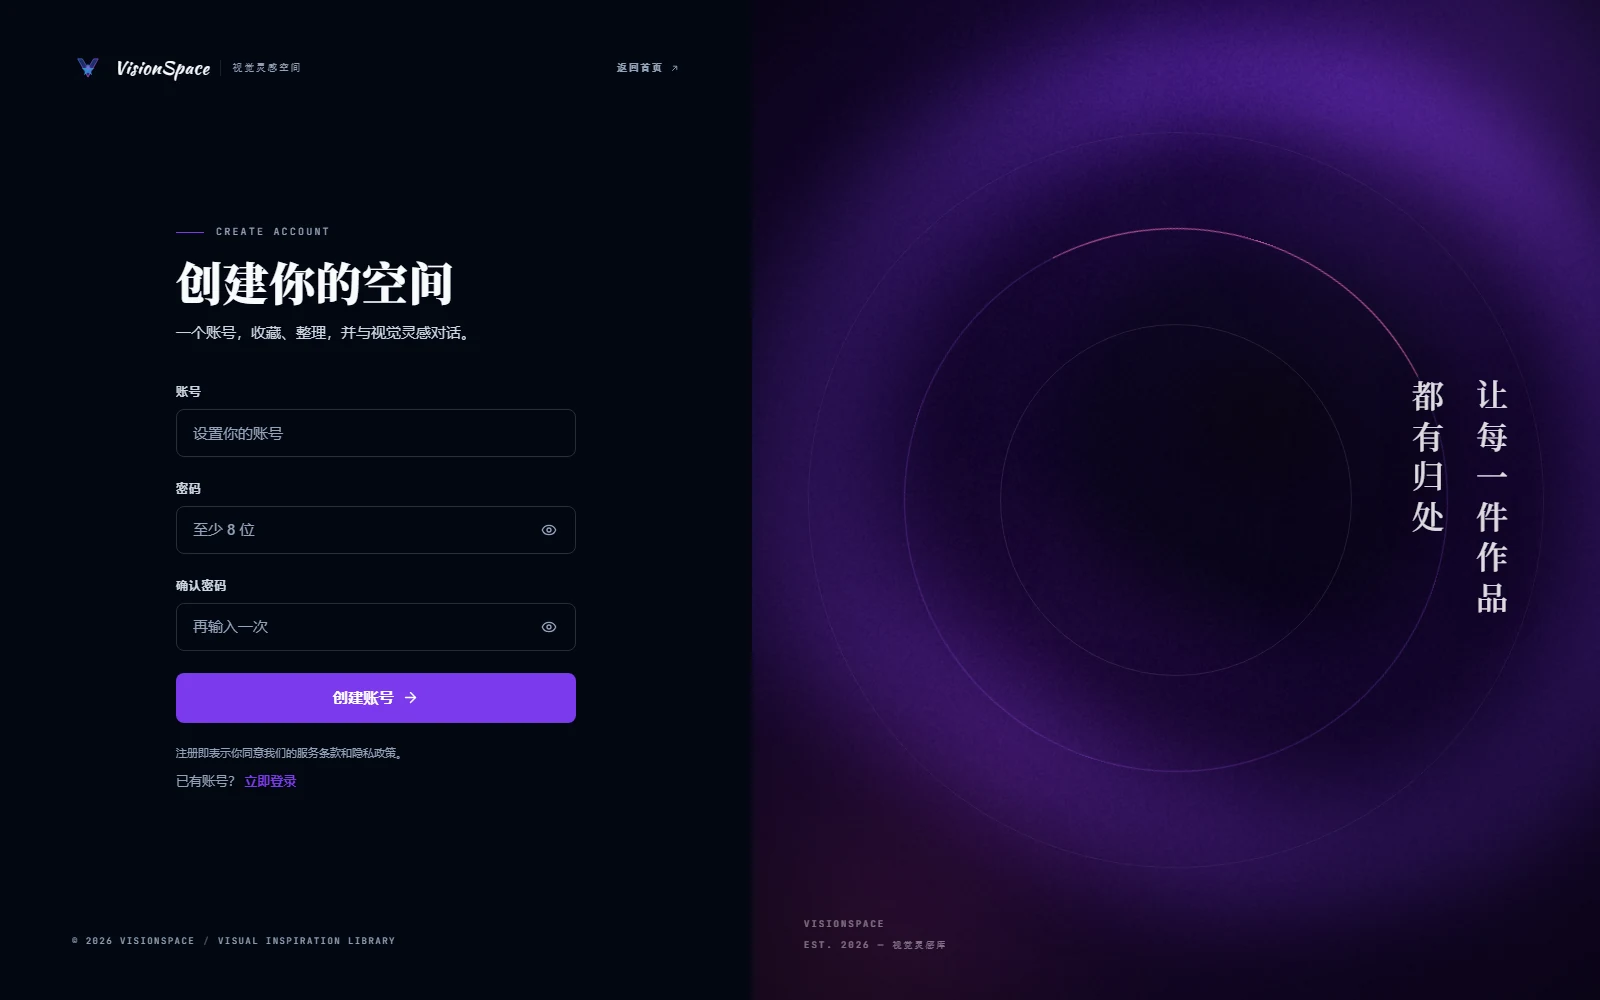 VisionSpace 视觉灵感空间
返回首页 ↗
CREATE ACCOUNT
创建你的空间
一个账号，收藏、整理，并与视觉灵感对话。
账号
设置你的账号
密码
至少 8 位
确认密码
再输入一次
创建账号 →
注册即表示你同意我们的服务条款和隐私政策。
已有账号？ 立即登录
© 2026 VISIONSPACE / VISUAL INSPIRATION LIBRARY
让每一件作品
都有归处
VISIONSPACE
EST. 2026 — 视觉灵感库